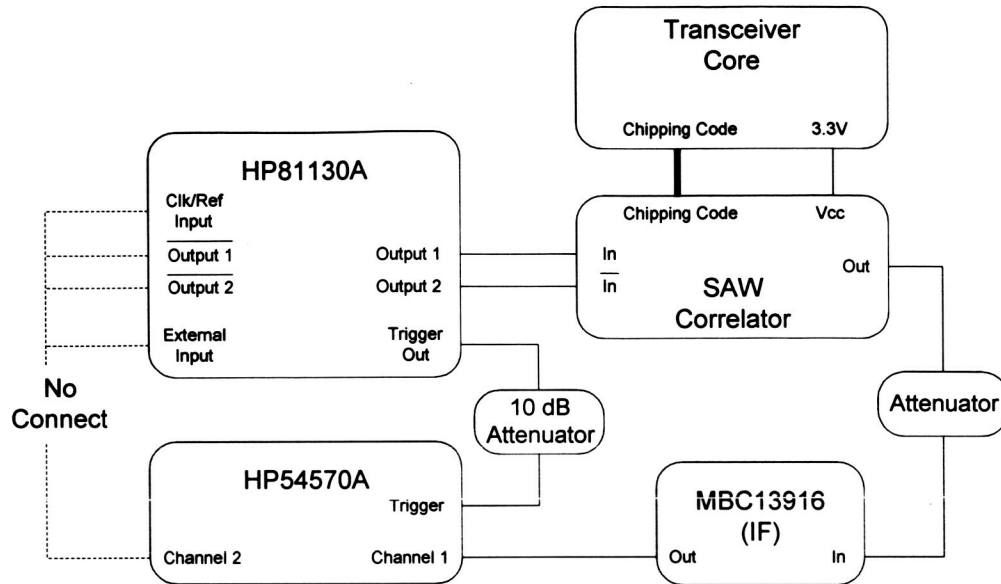 Transceiver
Core
Chipping Code
3.3V
HP81130A
Clk/Ref
Input
Output 1
Output 2
External
Input
Output 1
Output 2
Trigger
Out
Chipping Code
Vcc
In
In
Out
SAW
Correlator
No
Connect
10 dB
Attenuator
Attenuator
HP54570A
Trigger
Channel 2
Channel 1
MBC13916
(IF)
Out
In